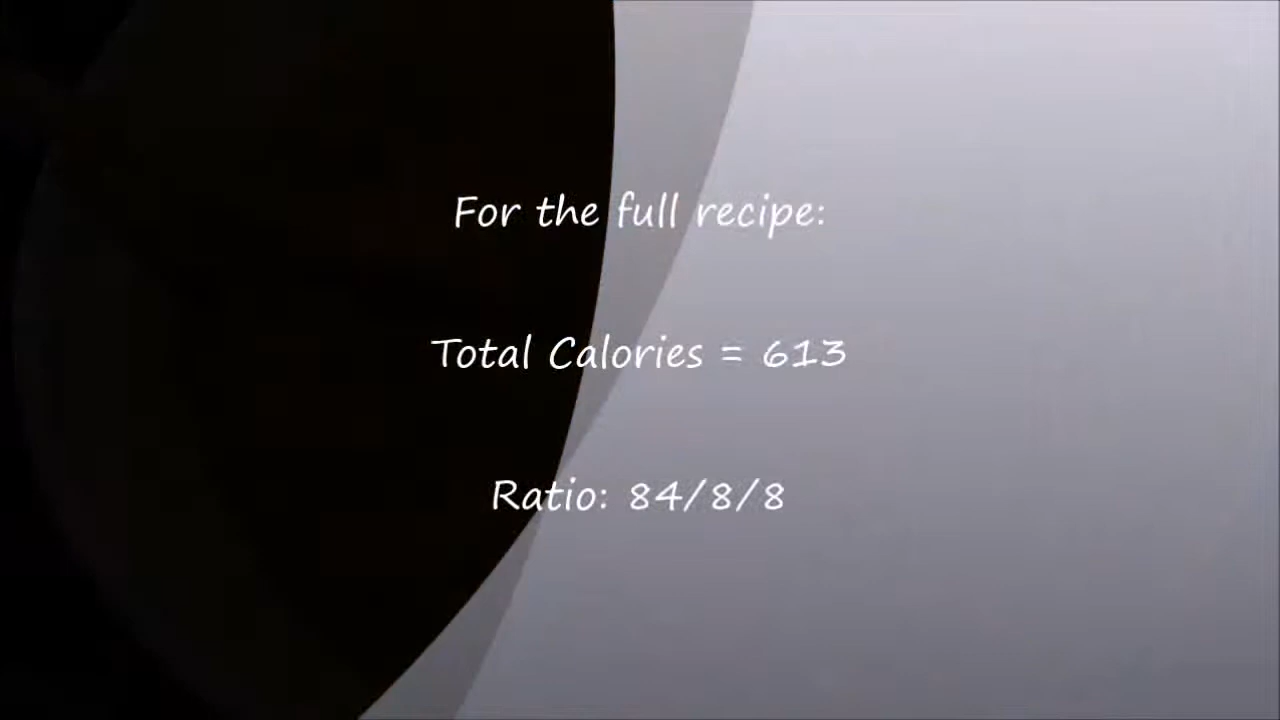 For the full recipe:
Total Calories = 613
Ratio: 84/8/8